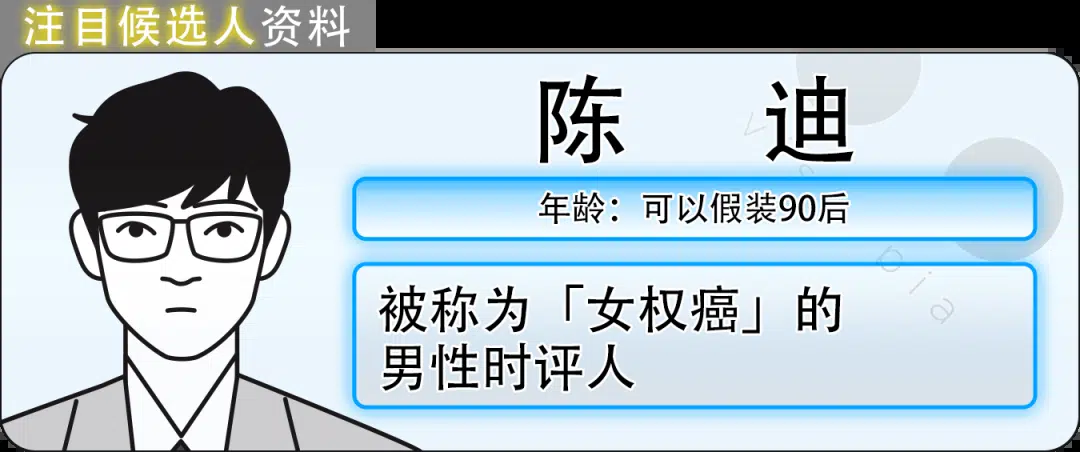 注目候选人资料
陈 迪
年龄：可以假装90后
被称为「女权癌」的
男性时评人